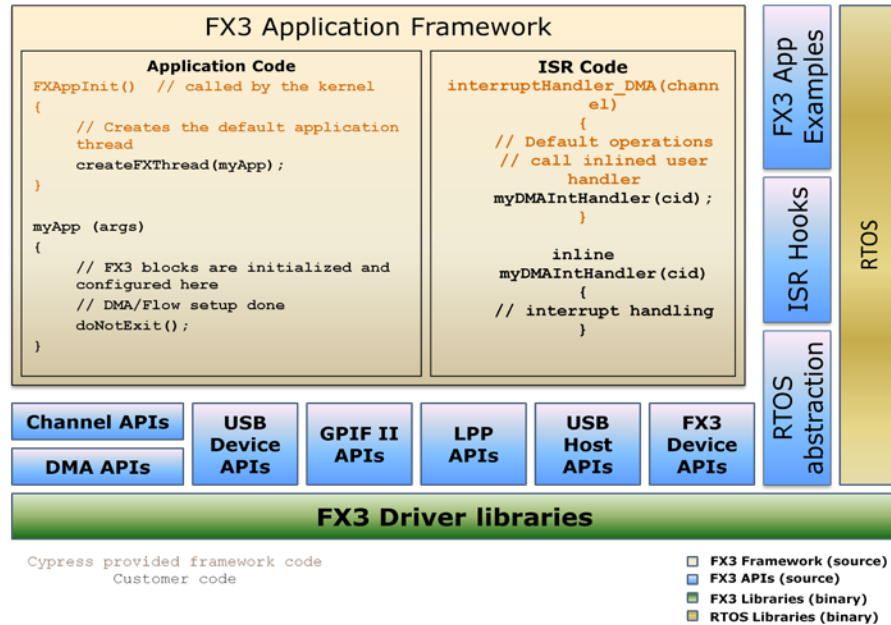 FX3 Application Framework
Application Code
FXAppInit()  // called by the kernel
{
// Creates the default application
thread
createFXThread(myApp);
}
myApp (args)
{
// FX3 blocks are initialized and
configured here
// DMA/Flow setup done
doNotExit();
}
ISR Code
interruptHandler_DMA(chann
el)
{
// Default operations
// call inlined user
handler
myDMAIntHandler(cid);
}
inline
myDMAIntHandler(cid)
{
// interrupt handling
}
FX3 App
Examples
ISR Hooks
RTOS
abstraction
RTOS
Channel APIs
DMA APIs
USB
Device
APIs
GPIF II
APIs
LPP
APIs
USB
Host
APIs
FX3
Device
APIs
FX3 Driver libraries
Cypress provided framework code
Customer code
FX3 Framework (source)
FX3 APIs (source)
FX3 Libraries (binary)
RTOS Libraries (binary)